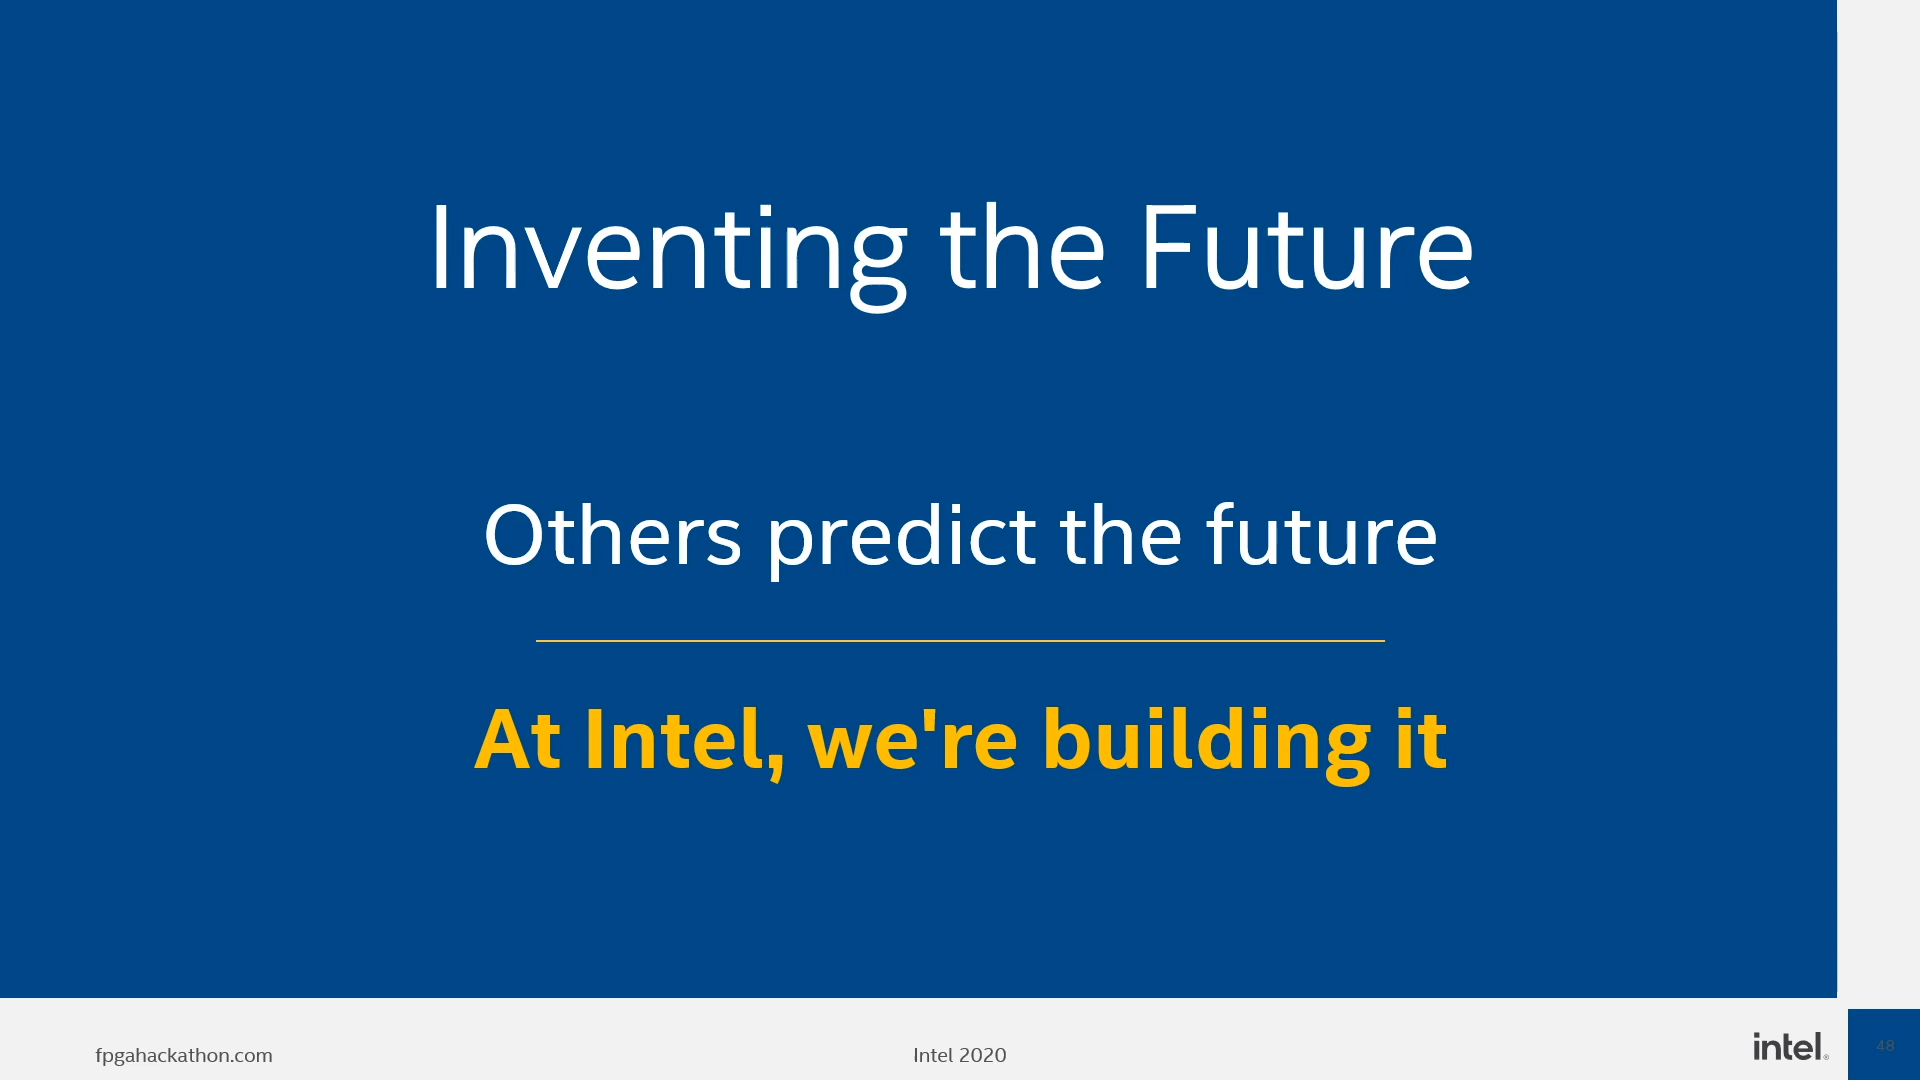 Inventing the Future
Others predict the future
At Intel, we're building it
fpgahackathon.com
Intel 2020
intel®
48